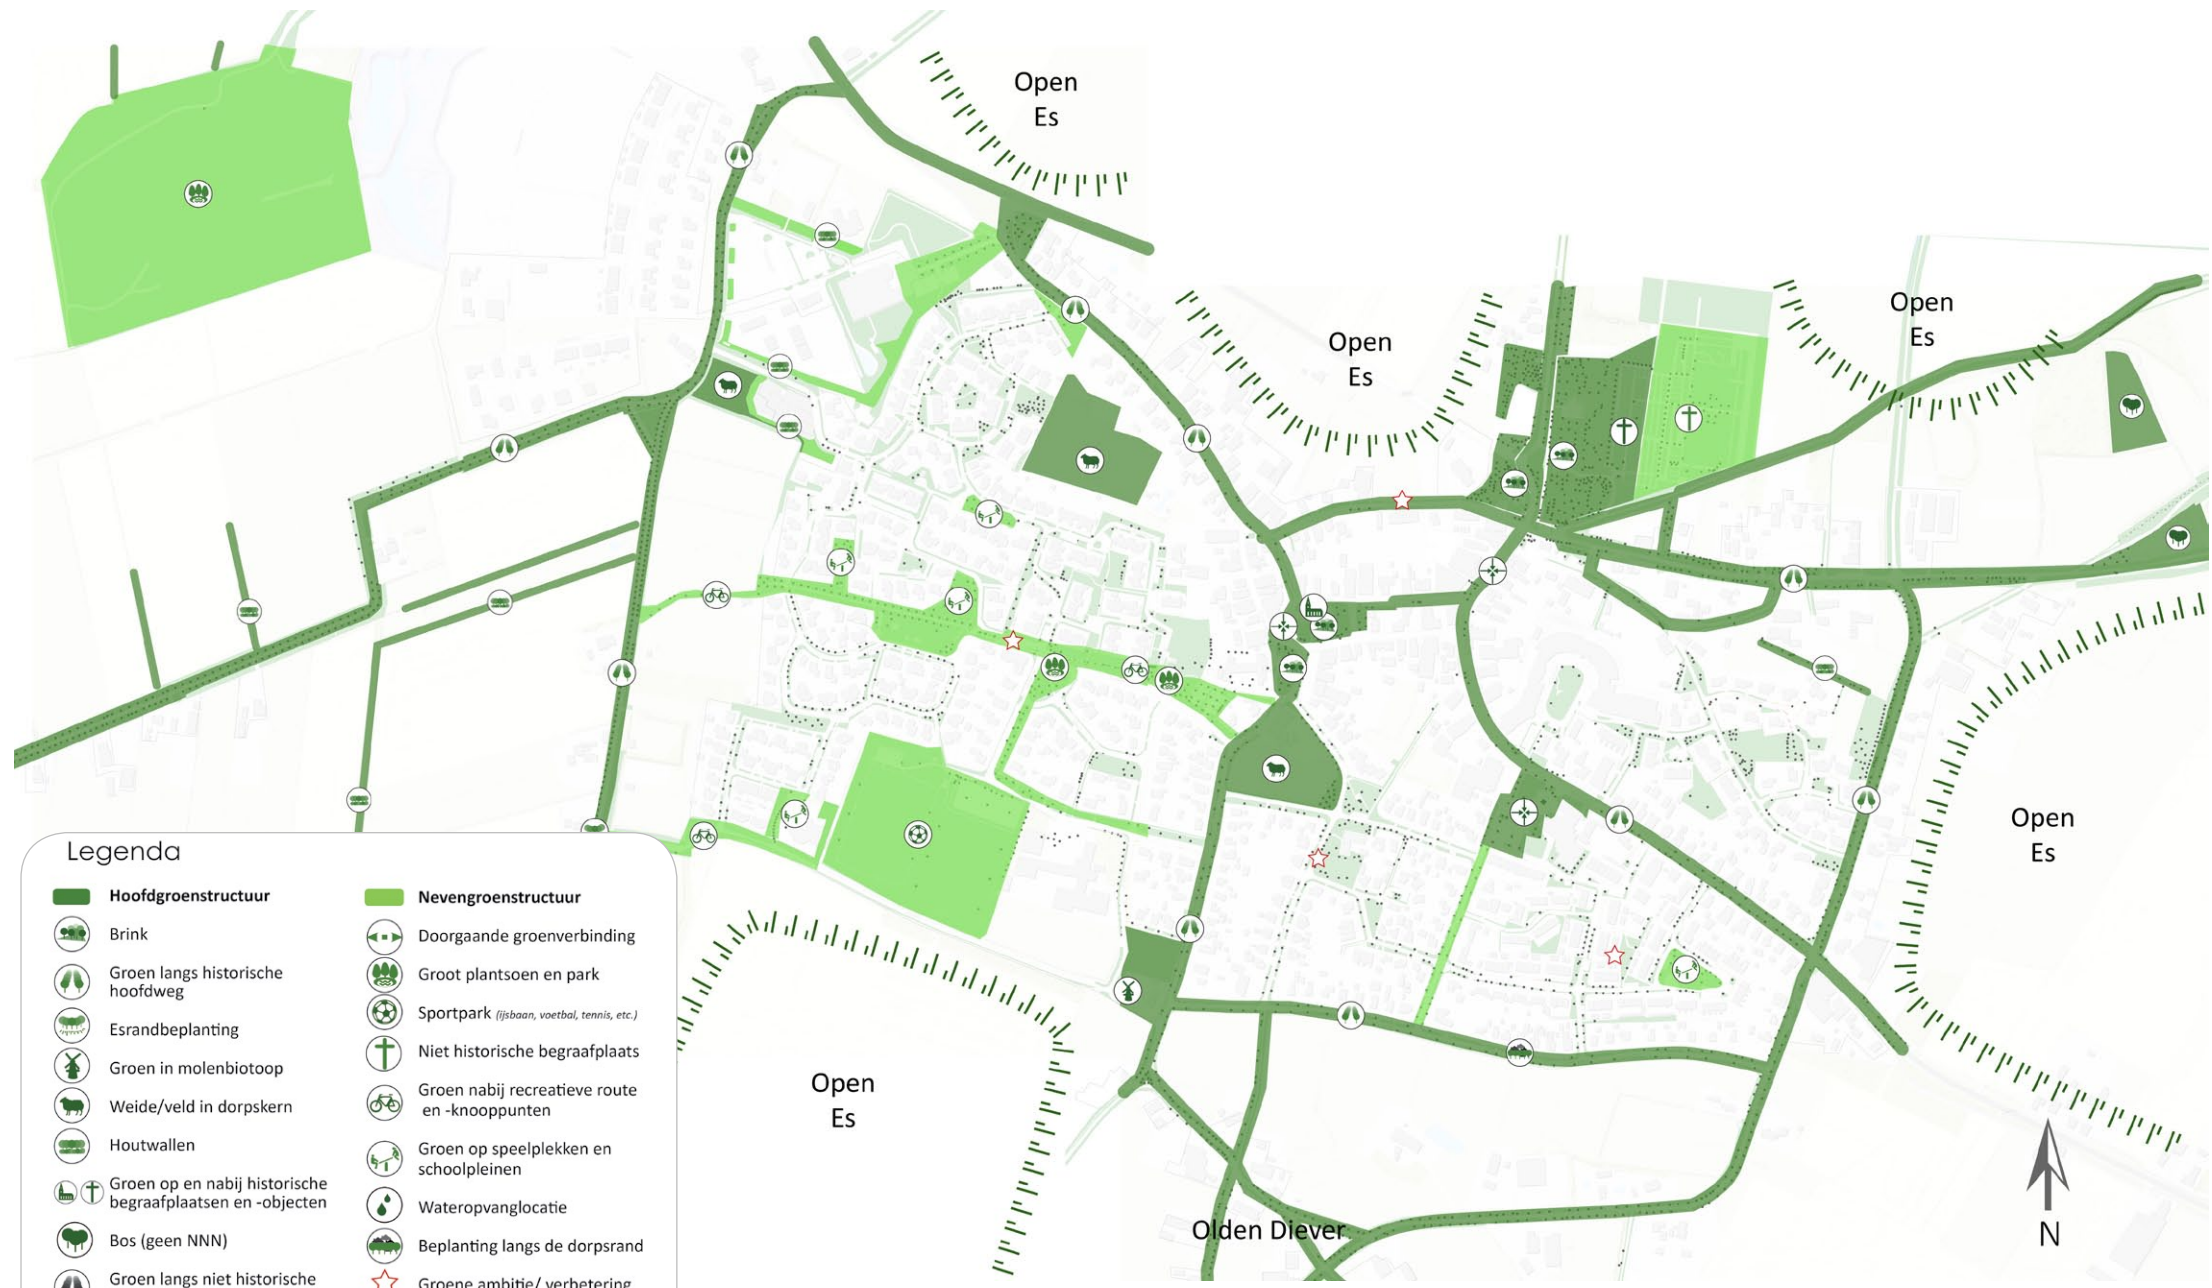 Open
Es
Open
Es
Open
Es
Open
Es
Open
Es
Olden Diever
N
Legenda
Hoofdgroenstructuur
Brink
Groen langs historische
hoofdweg
Esrandbeplanting
Groen in molenbiotoop
Weide/veld in dorpskern
Houtwallen
Groen op en nabij historische
begraafplaatsen en -objecten
Bos (geen NNN)
Groen langs niet historische
Nevengroenstructuur
Doorgaande groenverbinding
Groot plantsoen en park
Sportpark (ijsbaan, voetbal, tennis, etc.)
Niet historische begraafplaats
Groen nabij recreatieve route
en -knooppunten
Groen op speelplekken en
schoolpleinen
Wateropvanglocatie
Beplanting langs de dorpsrand
Groene ambitie/ verbetering